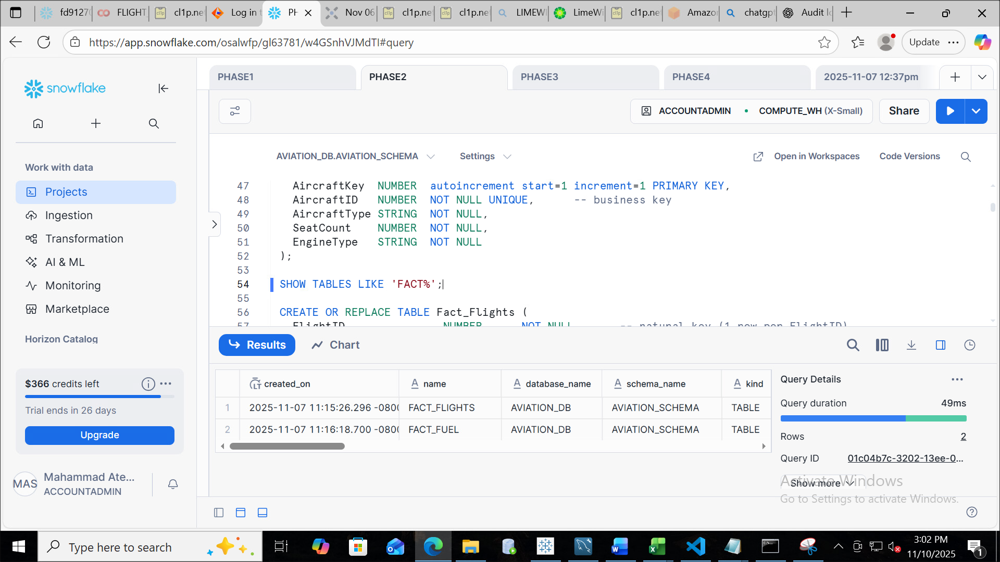 fd9127
FLIGHT
cl1p.ne
Log in t
PH
Nov 06
cl1p.ne
cl1p.ne
LIMEWI
LimeWi
cl1p.ne
Amazo
chatgpt
Audit lo
https://app.snowflake.com/osalwfp/gl63781/w4GSnhVJMdTI#query
Update
snowflake
Work with data
Projects
Ingestion
Transformation
AI & ML
Monitoring
Marketplace
Horizon Catalog
$366 credits left
Trial ends in 26 days
Upgrade
MAS
Mahammad Ate...
ACCOUNTADMIN
PHASE1
PHASE2
PHASE3
PHASE4
2025-11-07 12:37pm
ACCOUNTADMIN
COMPUTE_WH (X-Small)
Share
AVIATION_DB.AVIATION_SCHEMA
Settings
Open in Workspaces
Code Versions
47 AircraftKey NUMBER autoincrement start=1 increment=1 PRIMARY KEY,
48 AircraftID NUMBER NOT NULL UNIQUE, -- business key
49 AircraftType STRING NOT NULL,
50 SeatCount NUMBER NOT NULL,
51 EngineType STRING NOT NULL
52 );
53
54 SHOW TABLES LIKE 'FACT%';
55
56 CREATE OR REPLACE TABLE Fact_Flights (
57 FlightID NUMBER NOT NULL -- natural key (1 row per FlightID)
Results
Chart
created_on name database_name schema_name kind
1 2025-11-07 11:15:26.296 -0800 FACT_FLIGHTS AVIATION_DB AVIATION_SCHEMA TABLE
2 2025-11-07 11:16:18.700 -0800 FACT_FUEL AVIATION_DB AVIATION_SCHEMA TABLE
Query Details
Query duration 49ms
Rows 2
Query ID 01c04b7c-3202-13ee-0...
Show more
Activate Windows
Go to Settings to activate Windows.
Type here to search
3:02 PM
11/10/2025
1